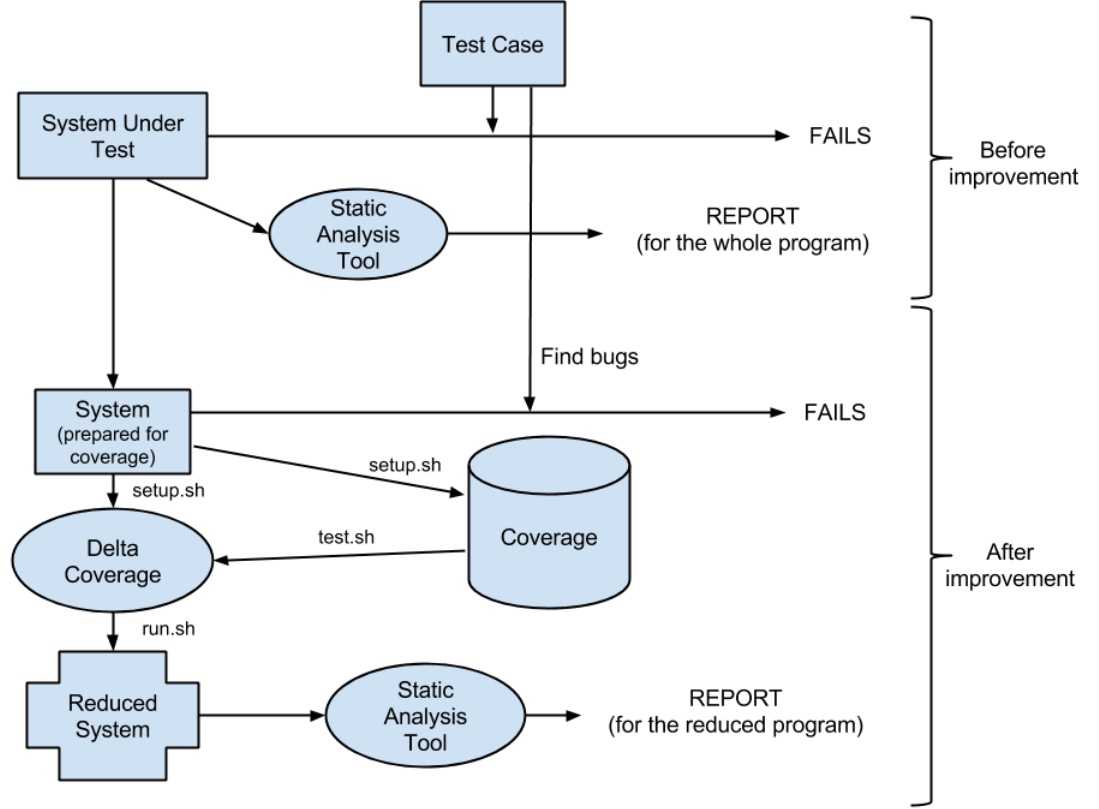 Test Case
System Under
Test
FAILS
Before
improvement
Static
Analysis
Tool
REPORT
(for the whole program)
Find bugs
System
(prepared for
coverage)
FAILS
setup.sh
setup.sh
Coverage
test.sh
Delta
Coverage
After
improvement
run.sh
Reduced
System
Static
Analysis
Tool
REPORT
(for the reduced program)